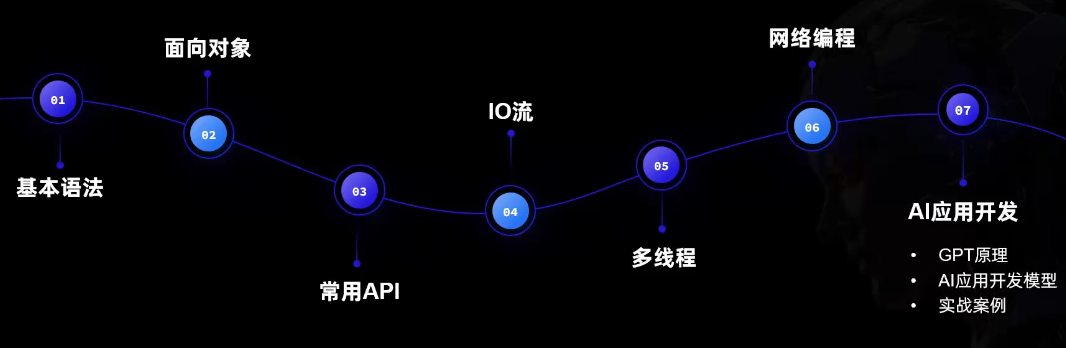 01
基本语法
面向对象
02
03
常用API
IO流
04
05
多线程
网络编程
06
07
AI应用开发
• GPT原理
• AI应用开发模型
• 实战案例